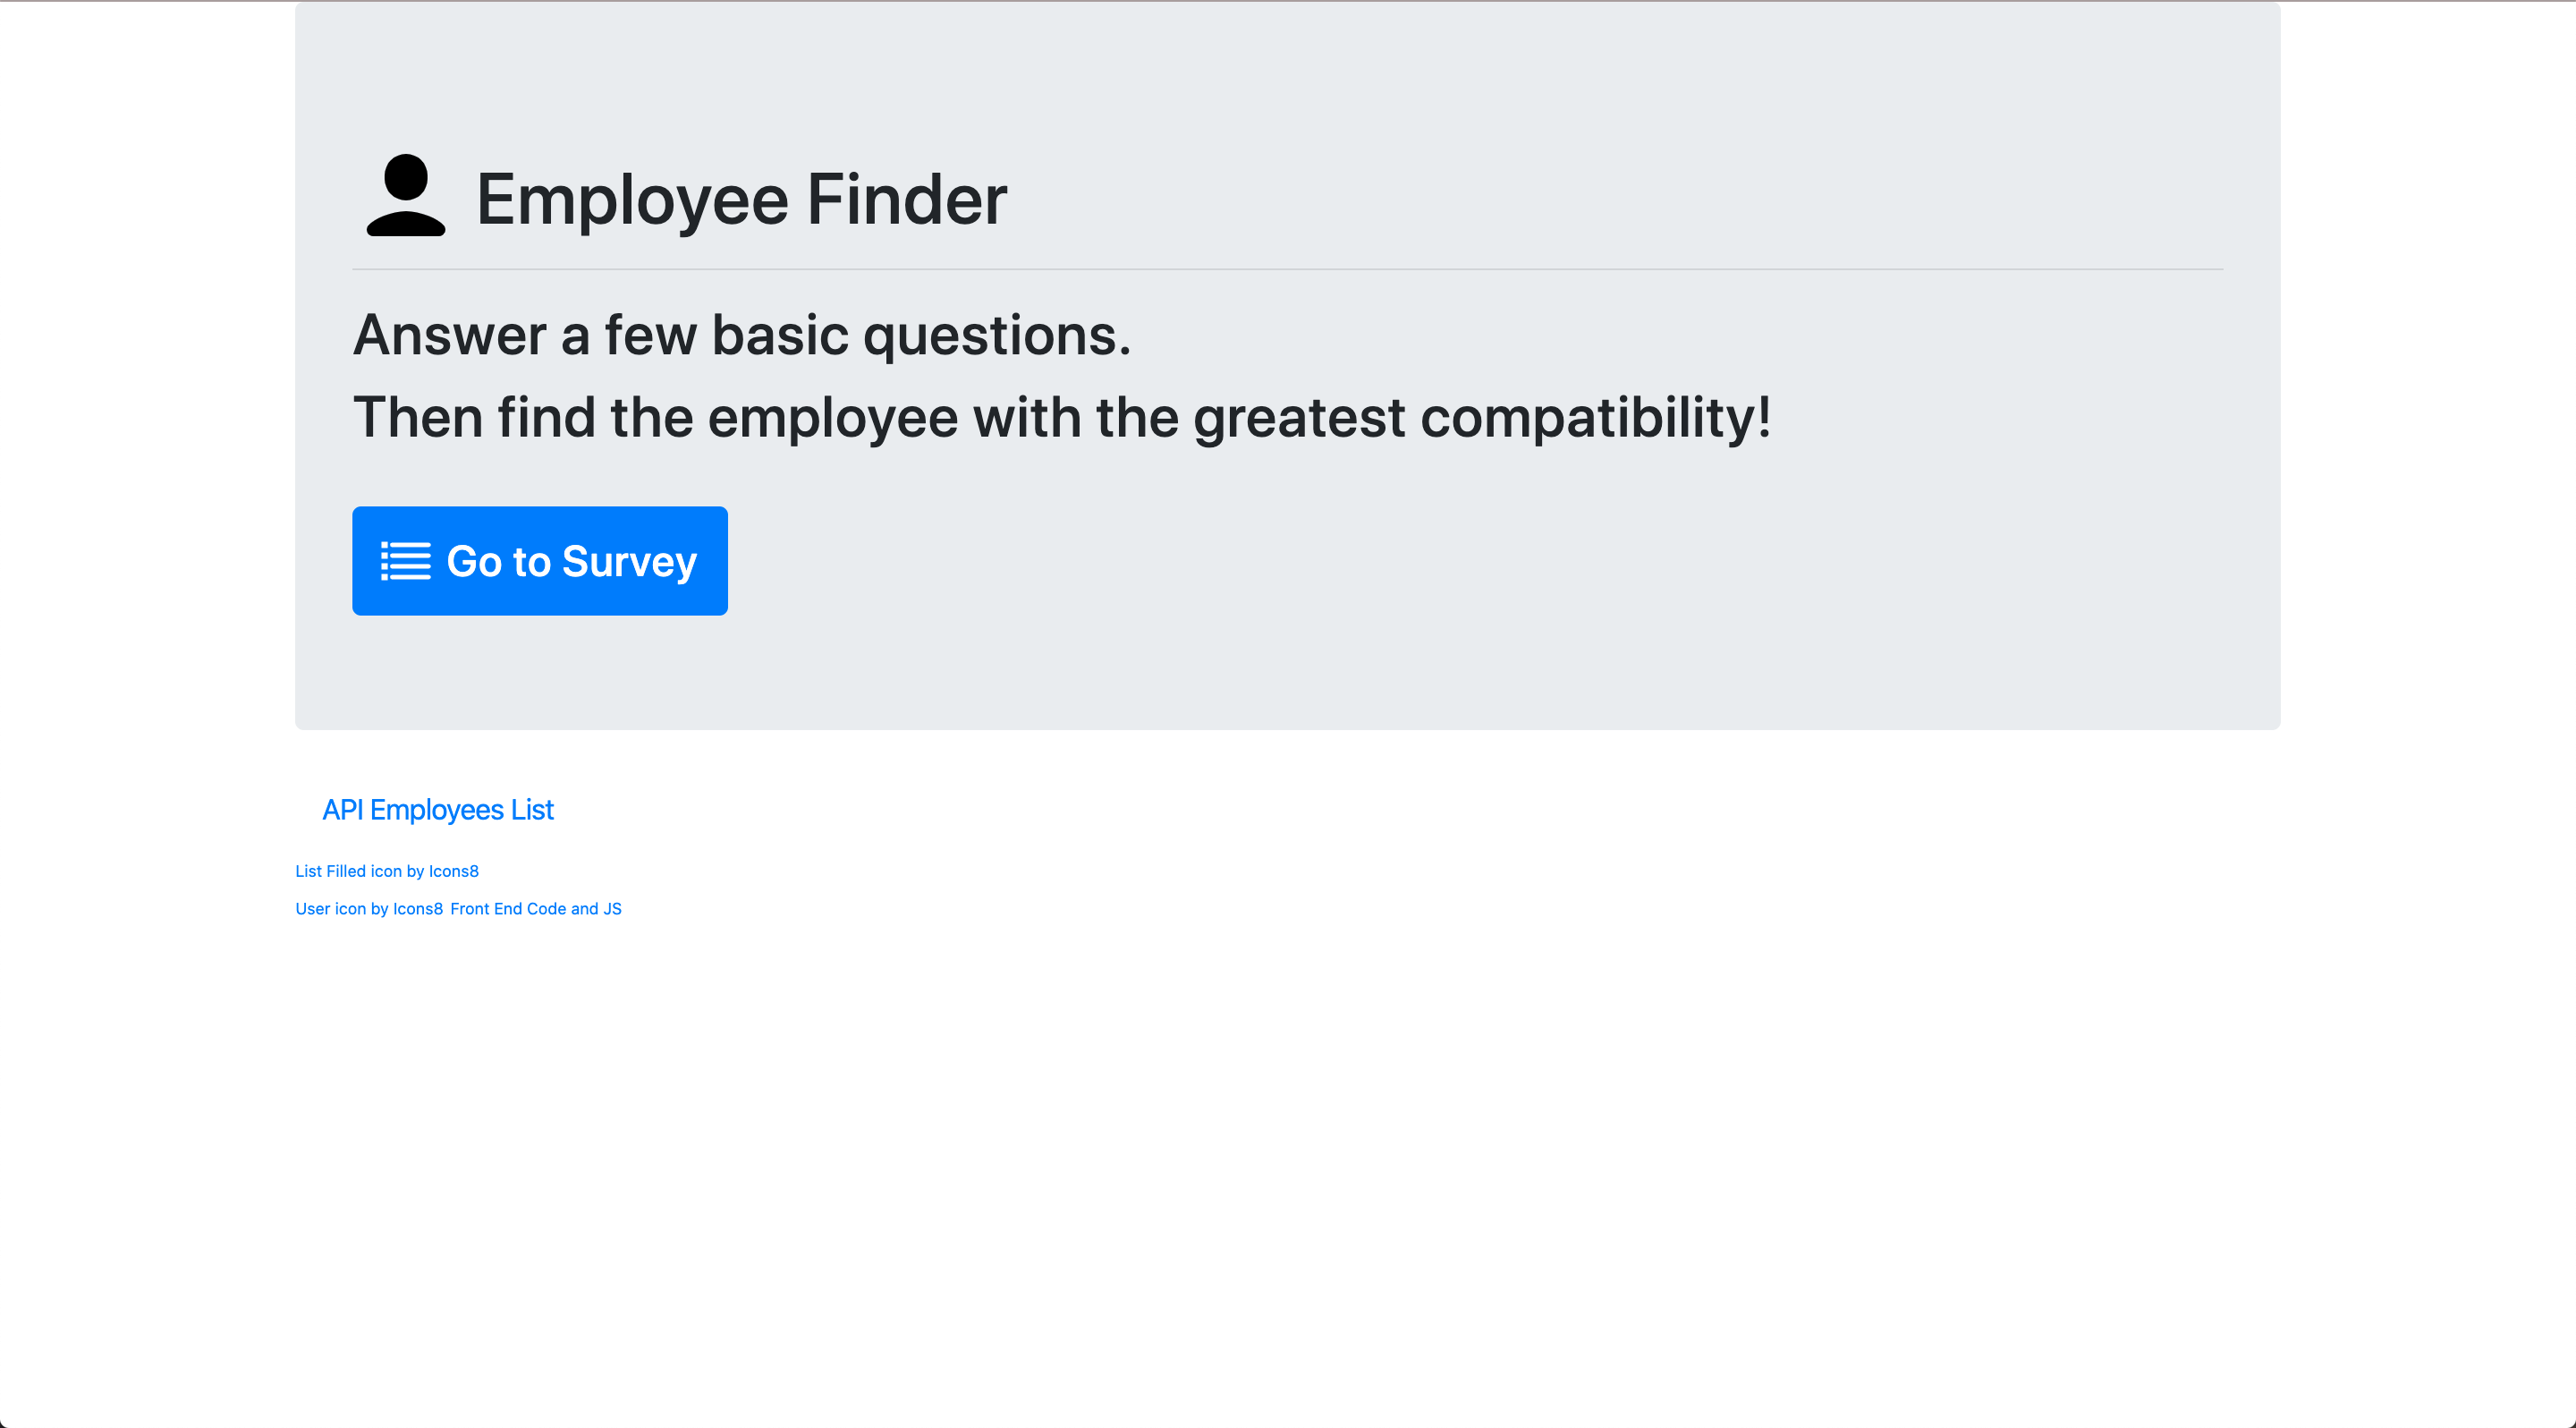 Employee Finder
Answer a few basic questions.
Then find the employee with the greatest compatibility!
Go to Survey
API Employees List
List Filled icon by Icons8
User icon by Icons8 Front End Code and JS